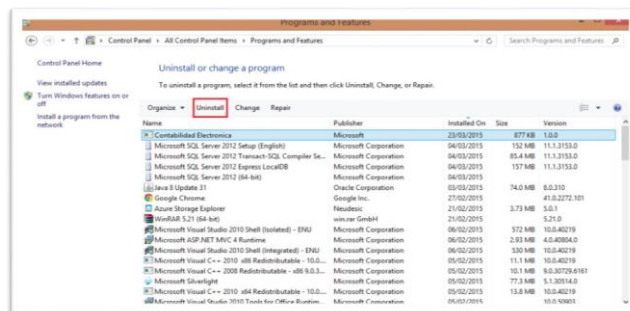 Programs and Features
Control Panel ▸ All Control Panel Items ▸ Programs and Features
Search Programs and Features
Control Panel Home
View installed updates
Turn Windows features on or off
Install a program from the network
Uninstall or change a program
To uninstall a program, select it from the list and then click Uninstall, Change, or Repair.
Organize Uninstall Change Repair
Name Publisher Installed On Size Version
Contabilidad Electronica Microsoft 23/03/2015 877 KB 1.0.0
Microsoft SQL Server 2012 Setup (English) Microsoft Corporation 04/03/2015 152 MB 11.1.3153.0
Microsoft SQL Server 2012 Transact-SQL Compiler Se... Microsoft Corporation 04/03/2015 85.4 MB 11.1.3153.0
Microsoft SQL Server 2012 Express LocalDB Microsoft Corporation 04/03/2015 157 MB 11.1.3153.0
Microsoft SQL Server 2012 (64-bit) Microsoft Corporation 04/03/2015
Java 8 Update 31 Oracle Corporation 03/03/2015 74.0 MB 8.0.310
Google Chrome Google Inc. 27/02/2015 41.0.2272.101
Azure Storage Explorer Neudesic 21/02/2015 3.73 MB 5.0.1
WinRAR 5.21 (64-bit) win.rar GmbH 21/02/2015 5.21.0
Microsoft Visual Studio 2010 Shell (Isolated) - ENU Microsoft Corporation 06/02/2015 572 MB 10.0.40219
Microsoft ASP.NET MVC 4 Runtime Microsoft Corporation 06/02/2015 2.93 MB 4.0.40804.0
Microsoft Visual Studio 2010 Shell (Integrated) - ENU Microsoft Corporation 06/02/2015 530 MB 10.0.40219
Microsoft Visual C++ 2010 x86 Redistributable - 10.0.... Microsoft Corporation 05/02/2015 11.1 MB 10.0.40219
Microsoft Visual C++ 2008 Redistributable - x86 9.0.3... Microsoft Corporation 05/02/2015 10.1 MB 9.0.30729.6161
Microsoft Silverlight Microsoft Corporation 05/02/2015 77.3 MB 5.1.30514.0
Microsoft Visual C++ 2010 x64 Redistributable - 10.0.... Microsoft Corporation 05/02/2015 13.8 MB 10.0.40219
Microsoft Visual Studio 2010 Tools for Office Runtim... Microsoft Corporation 05/02/2015 10.0.50903